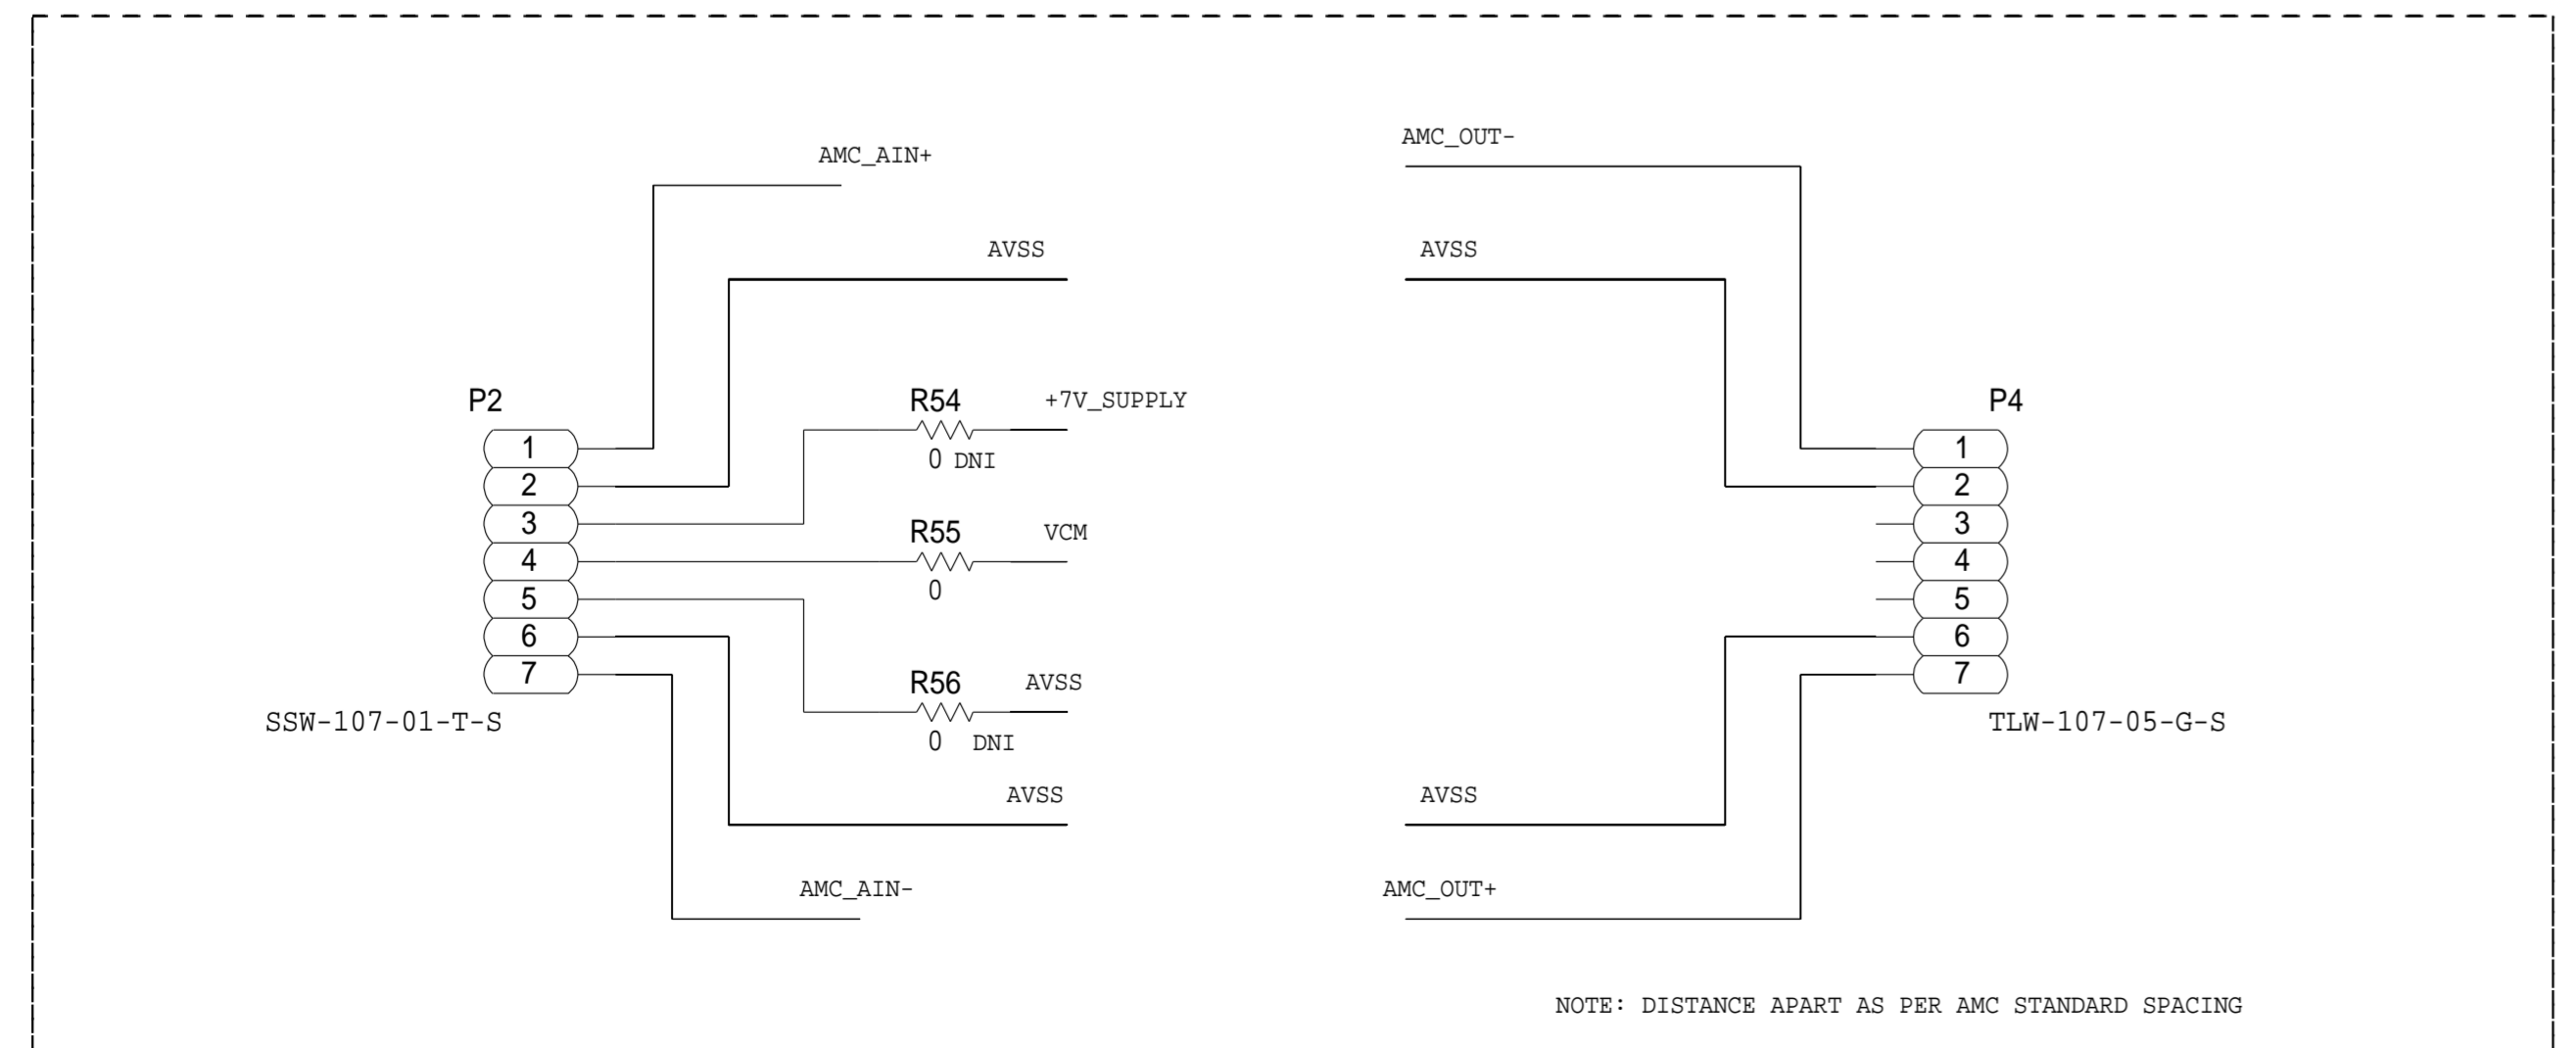 AMC_OUT-
AMC_AIN+
AVSS
AVSS
P2
R54
+7V_SUPPLY
P4
0 DNI
1
1
2
2
3
R55
VCM
3
4
4
0
5
5
6
6
7
R56
AVSS
7
SSW-107-01-T-S
0 DNI
TLW-107-05-G-S
AVSS
AVSS
AMC_AIN-
AMC_OUT+
NOTE: DISTANCE APART AS PER AMC STANDARD SPACING